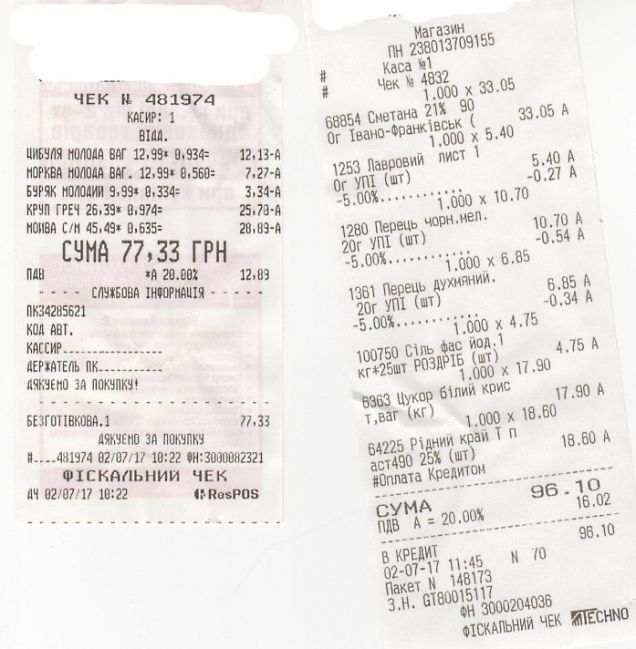 ЧЕК № 481974
КАСИР: 1
ВІДД.
ЦИБУЛЯ МОЛОДА ВАГ 12,99* 0,934= 12,13-А
МОРКВА МОЛОДА ВАГ. 12,99* 0,560= 7,27-А
БУРЯК МОЛОДИЙ 9,99* 0,334= 3,34-А
КРУП ГРЕЧ 26,39* 0,974= 25,70-А
МОЙВА С/М 45,49* 0,635= 28,89-А
СУМА 77,33 ГРН
ПДВ *А 20.00% 12,89
- - - - СЛУЖБОВА ІНФОРМАЦІЯ - - - - -
ПК34205621
КОД АВТ.
КАССИР
ДЕРЖАТЕЛЬ ПК
ДЯКУЄМО ЗА ПОКУПКУ!
БЕЗГОТІВКОВА.1 77,33
ДЯКУЄМО ЗА ПОКУПКУ
#....481974 02/07/17 10:22 ФН:3000082321
ФІСКАЛЬНИЙ ЧЕК
ДЧ 02/07/17 10:22 ResPOS
Магазин
ПН 238013709155
# Каса №1
# Чек № 4832
1.000 x 33.05
68854 Сметана 21% 90
0г Івано-Франківськ ( 33.05 А
1.000 x 5.40
1253 Лавровий лист 1
0г УПІ (шт) 5.40 А
-5.00%............ -0.27 А
1.000 x 10.70
1280 Перець чорн.мел.
20г УПІ (шт) 10.70 А
-5.00%............ -0.54 А
1.000 x 6.85
1361 Перець духмяний.
20г УПІ (шт) 6.85 А
-5.00%............ -0.34 А
1.000 x 4.75
100750 Сіль фас йод.1
кг*25шт РОЗДРІБ (шт) 4.75 А
1.000 x 17.90
6363 Цукор білий крис
т,ваг (кг) 17.90 А
1.000 x 18.60
64225 Рідний край Т п
аст490 25% (шт) 18.60 А
#Оплата Кредитом
СУМА 96.10
ПДВ А = 20.00% 16.02
В КРЕДИТ 96.10
02-07-17 11:45 N 70
Пакет N 148173
З.Н. GT80015117
ФН 3000204036
ФІСКАЛЬНИЙ ЧЕК TECHNO